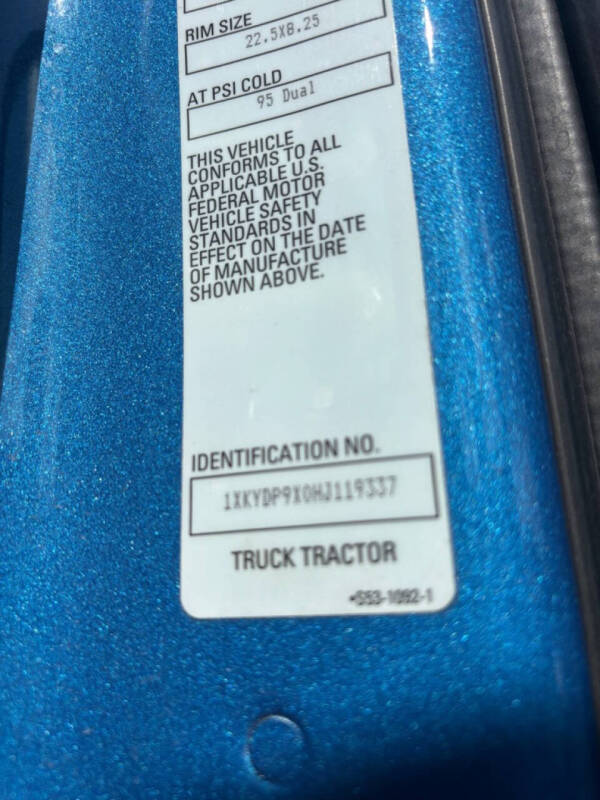 RIM SIZE
22.5X8.25
AT PSI COLD
95 Dual
THIS VEHICLE
CONFORMS TO ALL
APPLICABLE U.S.
FEDERAL MOTOR
VEHICLE SAFETY
STANDARDS IN
EFFECT ON THE DATE
OF MANUFACTURE
SHOWN ABOVE.
IDENTIFICATION NO.
1XKYDP9X0HJ119337
TRUCK TRACTOR
•S53-1092-1